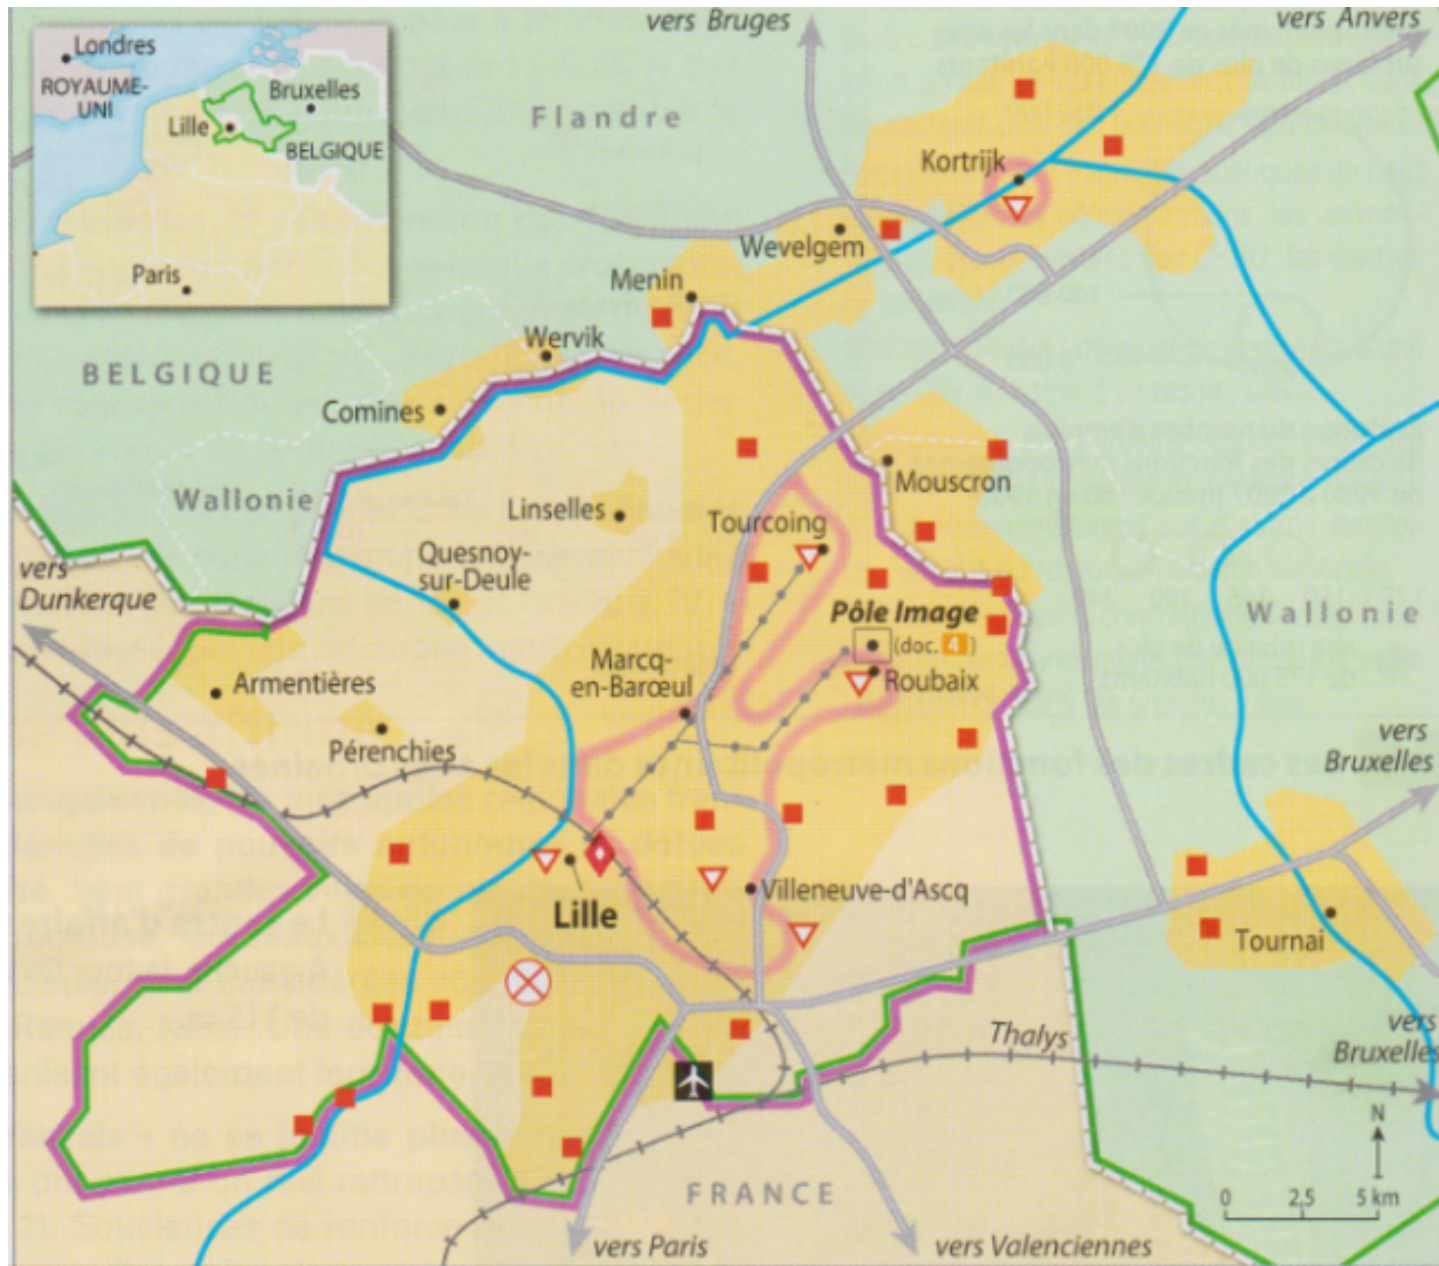 vers Bruges
vers Anvers
Londres
ROYAUME-
UNI
Bruxelles
Lille
BELGIQUE
Paris
Flandre
Kortrijk
Wevelgem
Menin
Wervik
BELGIQUE
Comines
Wallonie
Linselles
Mouscron
Tourcoing
Quesnoy-
sur-Deule
vers
Dunkerque
Pôle Image
(doc. 4)
Wallonie
Marcq-
en-Barœul
Roubaix
Armentières
Pérenchies
vers
Bruxelles
Villeneuve-d'Ascq
Lille
Tournai
Thalys
vers
Bruxelles
N
FRANCE
0 2,5 5 km
vers Paris
vers Valenciennes